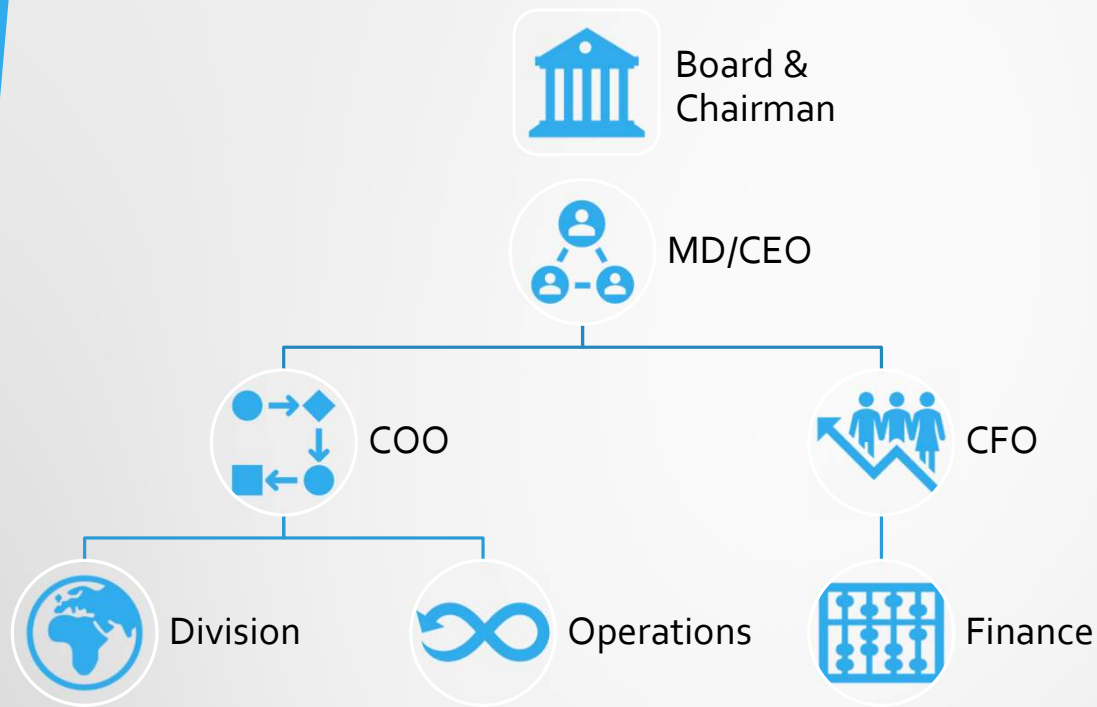 Board &
Chairman
MD/CEO
COO
CFO
Division
Operations
Finance